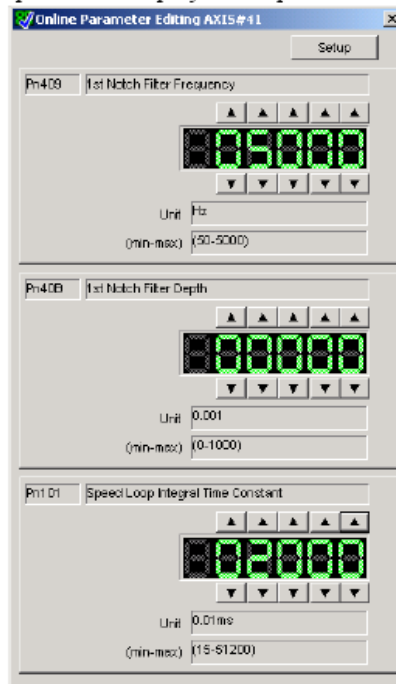 Online Parameter Editing AXIS#41
Setup
Pn409 1st Notch Filter Frequency
05000
Unit Hz
(min-max) (50-5000)
Pn40B 1st Notch Filter Depth
00000
Unit 0.001
(min-max) (0-1000)
Pn101 Speed Loop Integral Time Constant
02000
Unit 0.01ms
(min-max) (15-51200)